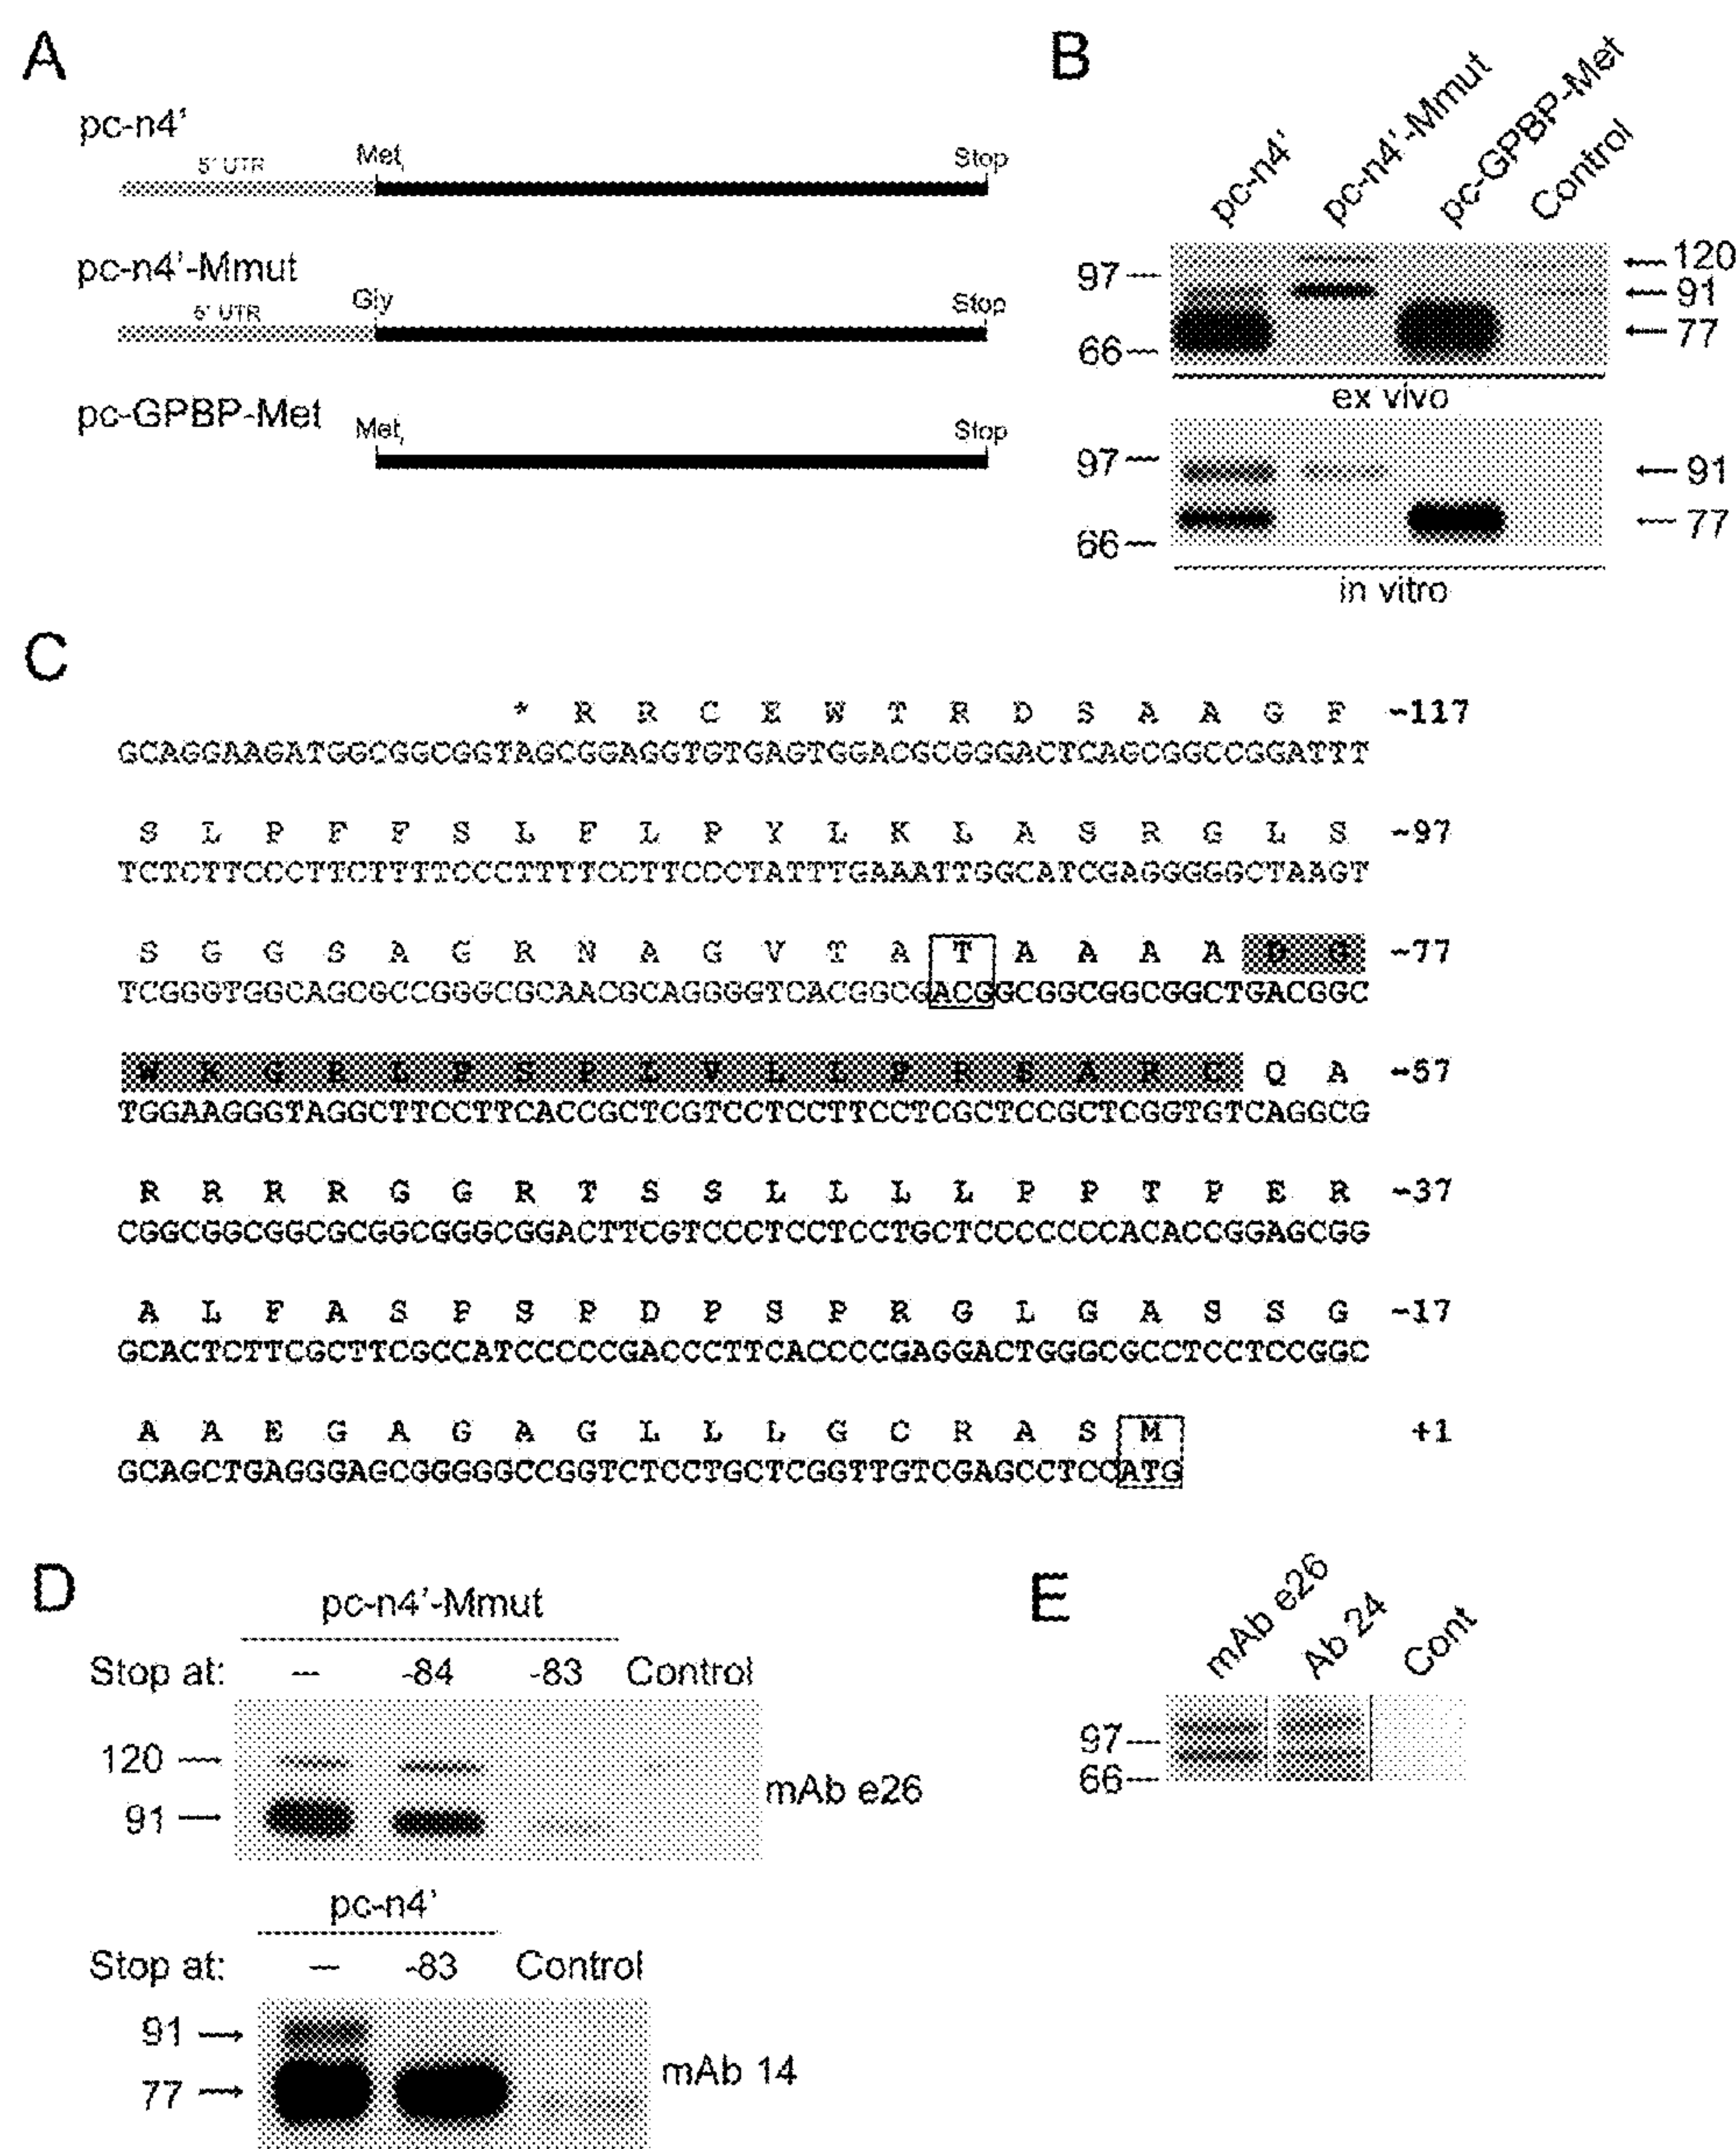 A
pc-n4'
5' UTR Met, Stop
pc-n4'-Mmut
5' UTR Gly Stop
pc-GPBP-Met
Met, Stop
B
pc-n4' pc-n4'-Mmut pc-GPBP-Met Control
97 120
91
66 77
ex vivo
97 91
66 77
in vitro
C
* R R C E W T R D S A A G F -117
GCAGGAAGATGGCGGCGGTAGCGGAGGTGTGAGTGGACGCGGGACTCAGCGGCCGGATTT
S L P F F S L F L P Y L K L A S R G L S -97
TCTCTTCCCTTCTTTTCCCTTTTCCTTCCCTATTTGAAATTGGCATCGAGGGGGCTAAGT
S G G S A G R N A G V T A T A A A A D G -77
TCGGGTGGCAGCGCCGGGCGCAACGCAGGGGTCACGGCGACGGCGGCGGCGGCTGACGGC
W K G R L P S P L V L L P R S A R C Q A -57
TGGAAGGGTAGGCTTCCTTCACCGCTCGTCCTCCTTCCTCGCTCCGCTCGGTGTCAGGCG
R R R R G G R T S S L L L L P P T P E R -37
CGGCGGCGGCGCGGCGGGCGGACTTCGTCCCTCCTCCTGCTCCCCCCCACACCGGAGCGG
A L F A S P S P D P S P R G L G A S S G -17
GCACTCTTCGCTTCGCCATCCCCCGACCCTTCACCCCGAGGACTGGGCGCCTCCTCCGGC
A A E G A G A G L L L G C R A S M +1
GCAGCTGAGGGAGCGGGGGCCGGTCTCCTGCTCGGTTGTCGAGCCTCCATG
D
pc-n4'-Mmut
Stop at: -- -84 -83 Control
120
91
mAb e26
pc-n4'
Stop at: -- -83 Control
91
77
mAb 14
E
mAb e26 Ab 24 Cont
97
66